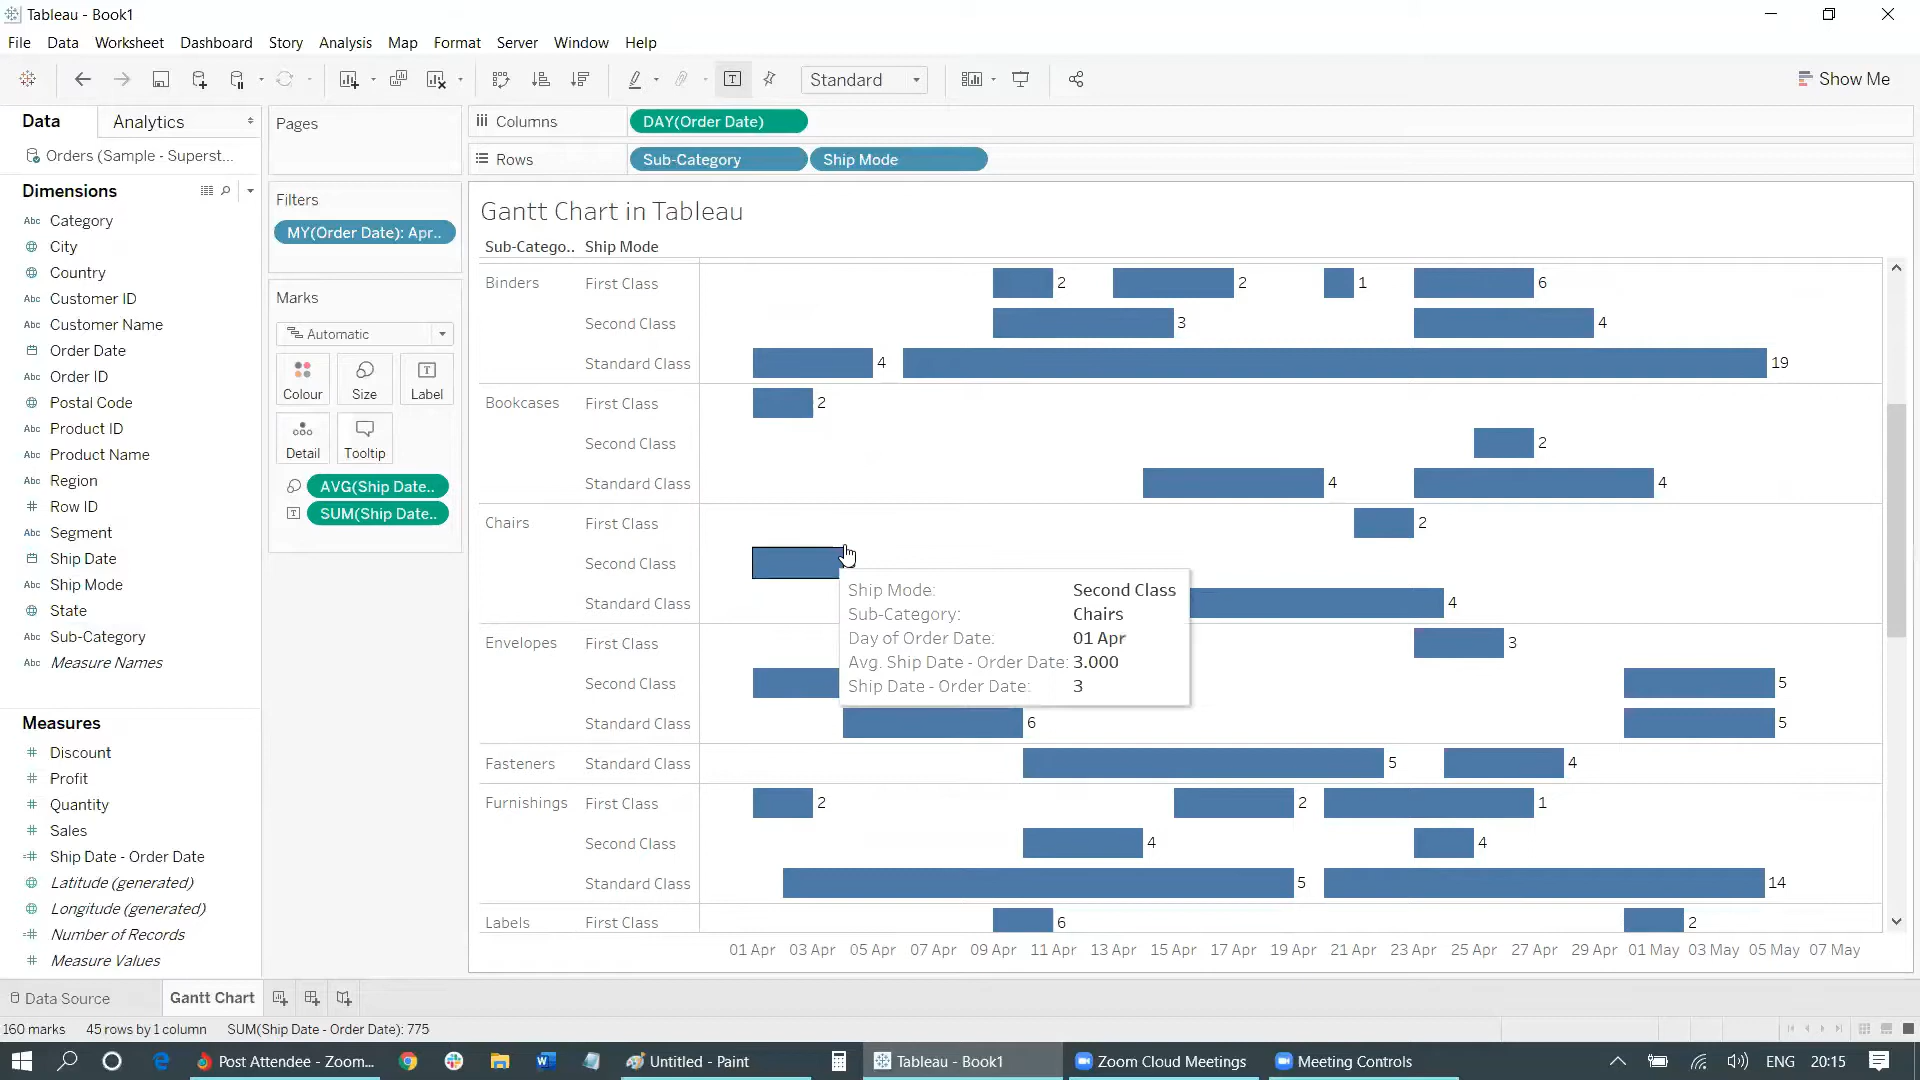 Tableau - Book1
File Data Worksheet Dashboard Story Analysis Map Format Server Window Help
Standard
Show Me
Data
Analytics
Orders (Sample - Superst...
Dimensions
Abc Category
City
Country
Abc Customer ID
Abc Customer Name
Order Date
Abc Order ID
Postal Code
Abc Product ID
Abc Product Name
Abc Region
# Row ID
Abc Segment
Ship Date
Abc Ship Mode
State
Abc Sub-Category
Abc Measure Names
Measures
# Discount
# Profit
# Quantity
# Sales
=# Ship Date - Order Date
Latitude (generated)
Longitude (generated)
# Number of Records
# Measure Values
Pages
Filters
MY(Order Date): Apr..
Marks
Automatic
Colour Size Label
Detail Tooltip
AVG(Ship Date..
SUM(Ship Date..
Columns DAY(Order Date)
Rows Sub-Category Ship Mode
Gantt Chart in Tableau
Sub-Catego.. Ship Mode
Binders First Class 2 2 1 6
Second Class 3 4
Standard Class 4 19
Bookcases First Class 2
Second Class 2
Standard Class 4 4
Chairs First Class 2
Second Class
Standard Class 4
Ship Mode: Second Class
Sub-Category: Chairs
Day of Order Date: 01 Apr
Avg. Ship Date - Order Date: 3.000
Ship Date - Order Date: 3
Envelopes First Class 3
Second Class 5
Standard Class 6 5
Fasteners Standard Class 5 4
Furnishings First Class 2 2 1
Second Class 4 4
Standard Class 5 14
Labels First Class 6 2
01 Apr 03 Apr 05 Apr 07 Apr 09 Apr 11 Apr 13 Apr 15 Apr 17 Apr 19 Apr 21 Apr 23 Apr 25 Apr 27 Apr 29 Apr 01 May 03 May 05 May 07 May
Data Source Gantt Chart
160 marks 45 rows by 1 column SUM(Ship Date - Order Date): 775
Post Attendee - Zoom... Untitled - Paint Tableau - Book1 Zoom Cloud Meetings Meeting Controls ENG 20:15